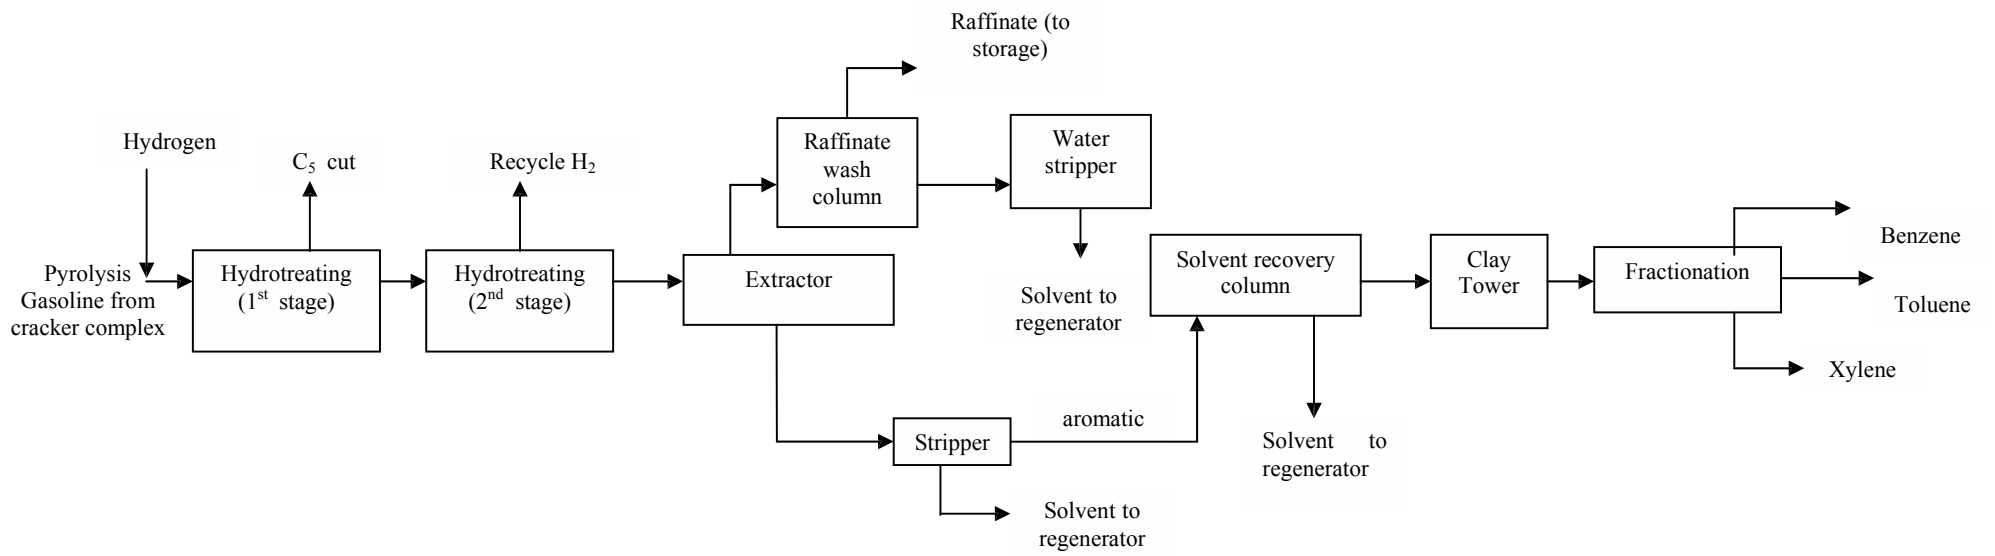 Raffinate (to
storage)
Hydrogen
C₅ cut
Recycle H₂
Raffinate
wash
column
Water
stripper
Pyrolysis
Gasoline from
cracker complex
Hydrotreating
(1ˢᵗ stage)
Hydrotreating
(2ⁿᵈ stage)
Extractor
Solvent to
regenerator
Solvent recovery
column
Clay
Tower
Fractionation
Benzene
Toluene
Xylene
Stripper
aromatic
Solvent to
regenerator
Solvent to
regenerator